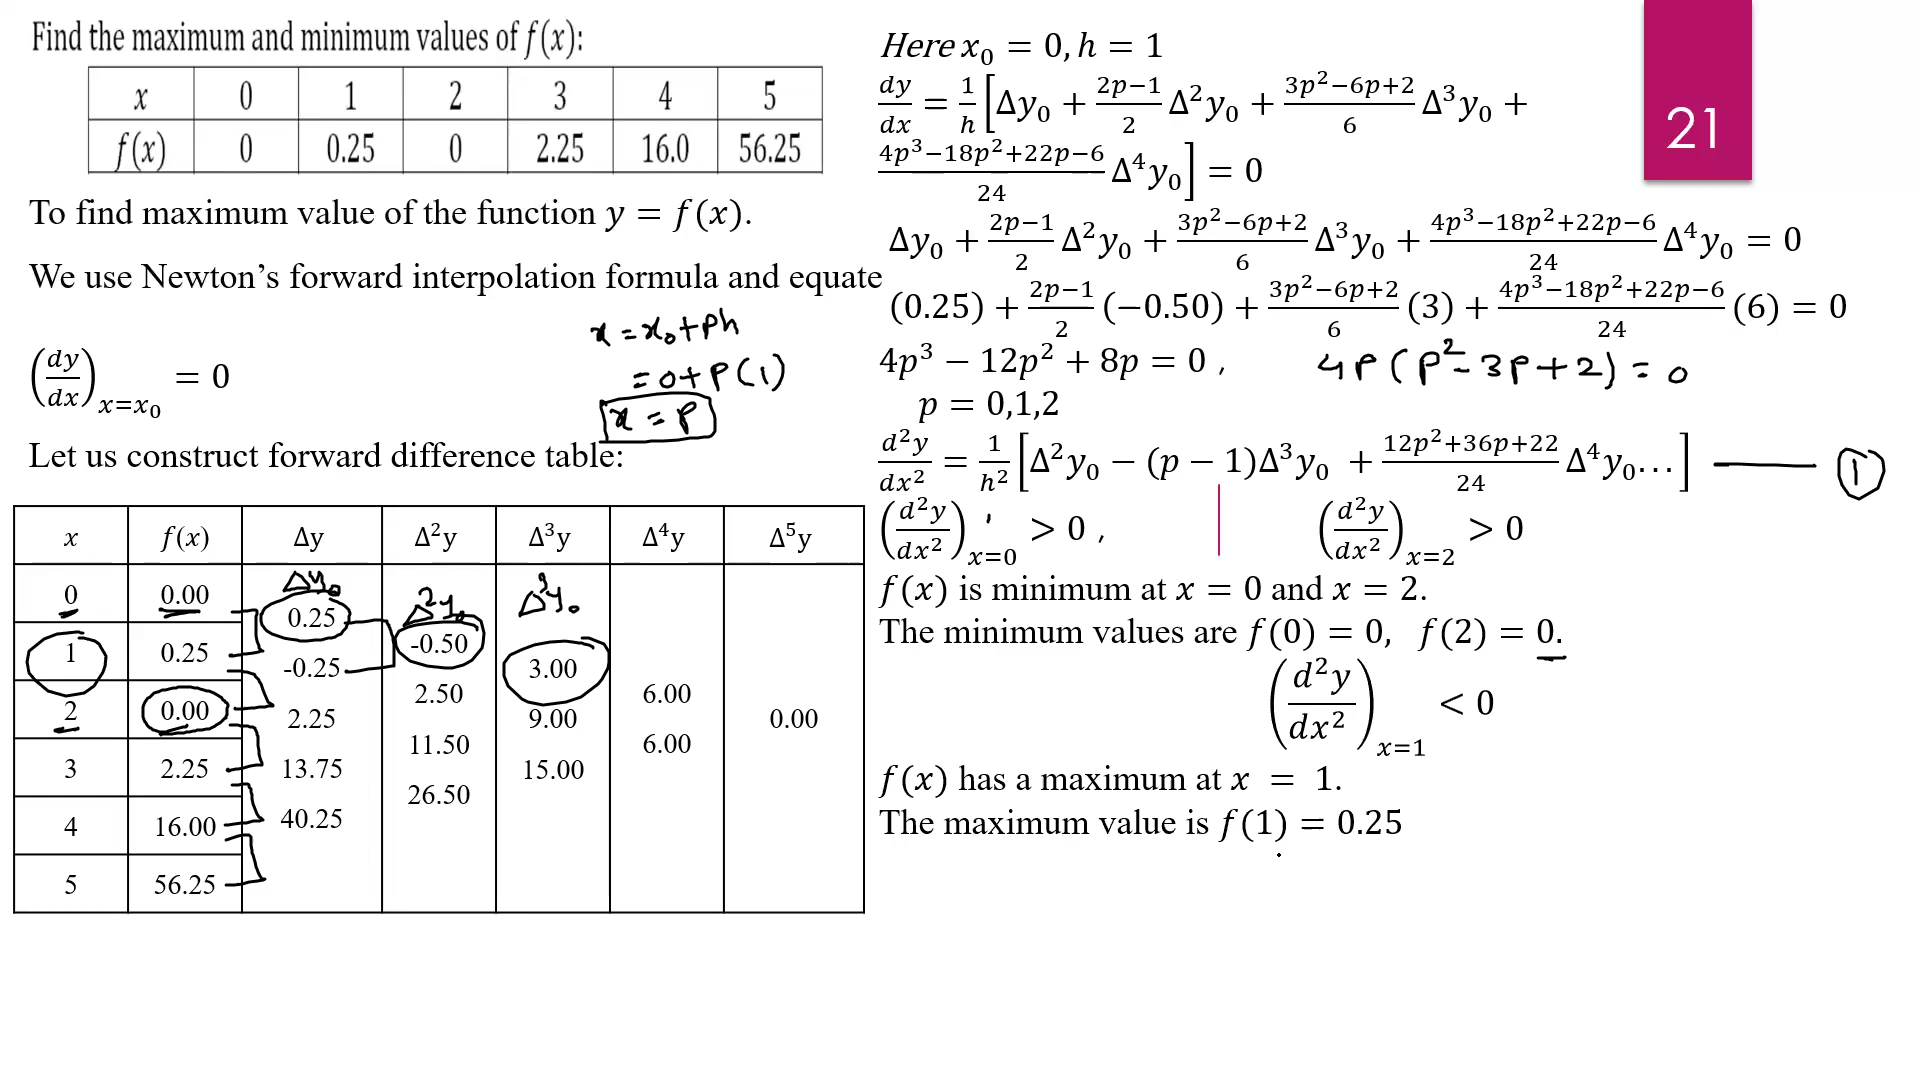 Find the maximum and minimum values of f(x):
x 0 1 2 3 4 5
f(x) 0 0.25 0 2.25 16.0 56.25
To find maximum value of the function y = f(x).
We use Newton’s forward interpolation formula and equate
(dy/dx)ₓ₌ₓ₀ = 0
x = x₀ + ph
= 0 + P(1)
x = P
Let us construct forward difference table:
x f(x) Δy Δ²y Δ³y Δ⁴y Δ⁵y
Δy₀ Δ²y₀ Δ³y₀
0 0.00
0.25
1 0.25 -0.50
-0.25 3.00
2 0.00 2.50 6.00
2.25 9.00 0.00
3 2.25 11.50 6.00
13.75 15.00
4 16.00 26.50
40.25
5 56.25
Here x₀ = 0, h = 1
dy/dx = 1/h [Δy₀ + (2p−1)/2 Δ²y₀ + (3p²−6p+2)/6 Δ³y₀ +
(4p³−18p²+22p−6)/24 Δ⁴y₀] = 0
Δy₀ + (2p−1)/2 Δ²y₀ + (3p²−6p+2)/6 Δ³y₀ + (4p³−18p²+22p−6)/24 Δ⁴y₀ = 0
(0.25) + (2p−1)/2 (−0.50) + (3p²−6p+2)/6 (3) + (4p³−18p²+22p−6)/24 (6) = 0
4p³ − 12p² + 8p = 0 , 4P(P²-3P+2) = 0
p = 0,1,2
d²y/dx² = 1/h² [Δ²y₀ − (p − 1)Δ³y₀ + (12p²+36p+22)/24 Δ⁴y₀…] — 1
(d²y/dx²)ₓ₌₀ > 0 , (d²y/dx²)ₓ₌₂ > 0
f(x) is minimum at x = 0 and x = 2.
The minimum values are f(0) = 0, f(2) = 0.
(d²y/dx²)ₓ₌₁ < 0
f(x) has a maximum at x = 1.
The maximum value is f(1) = 0.25
21